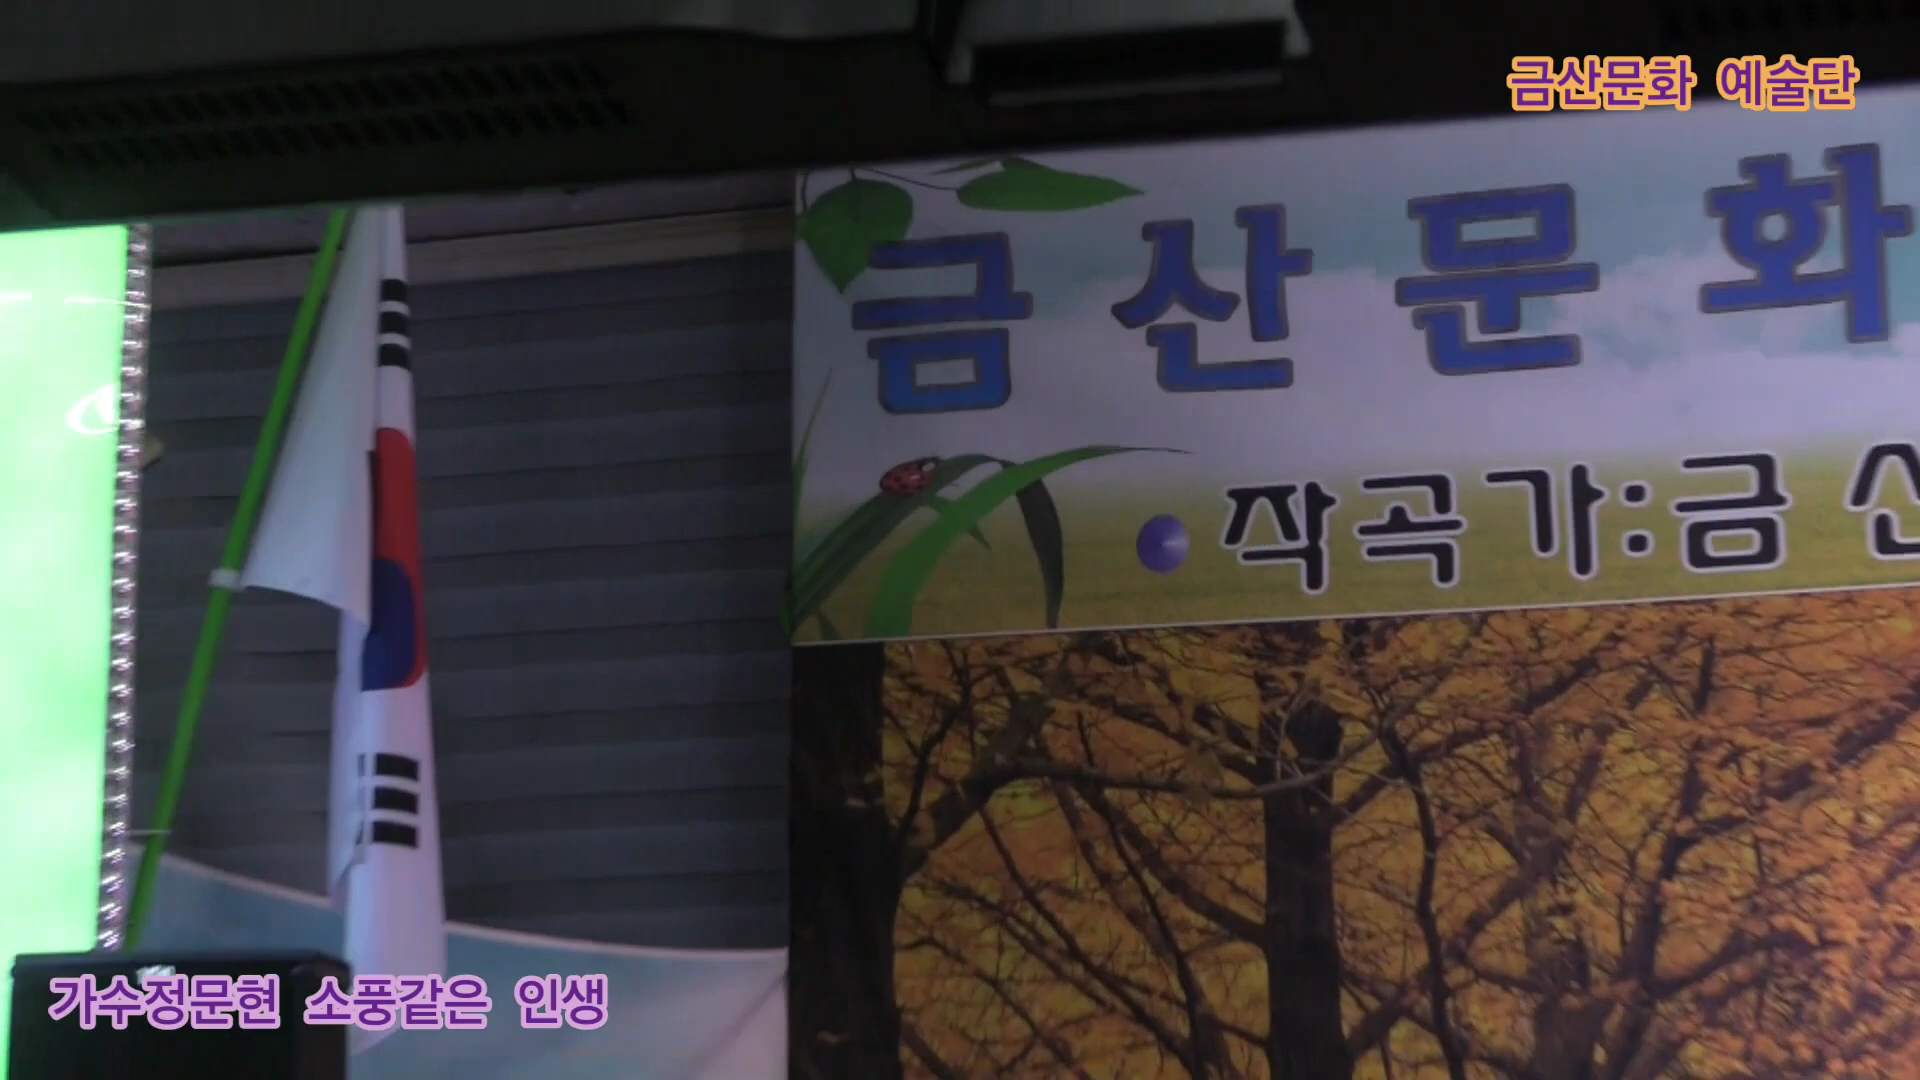 금산문화 예술단
금산문화
작곡가:금
가수정문현 소풍같은 인생